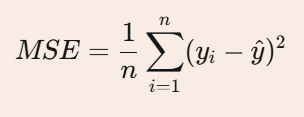 MSE = \frac{1}{n} \sum_{i=1}^{n} (y_i - \hat{y})^2